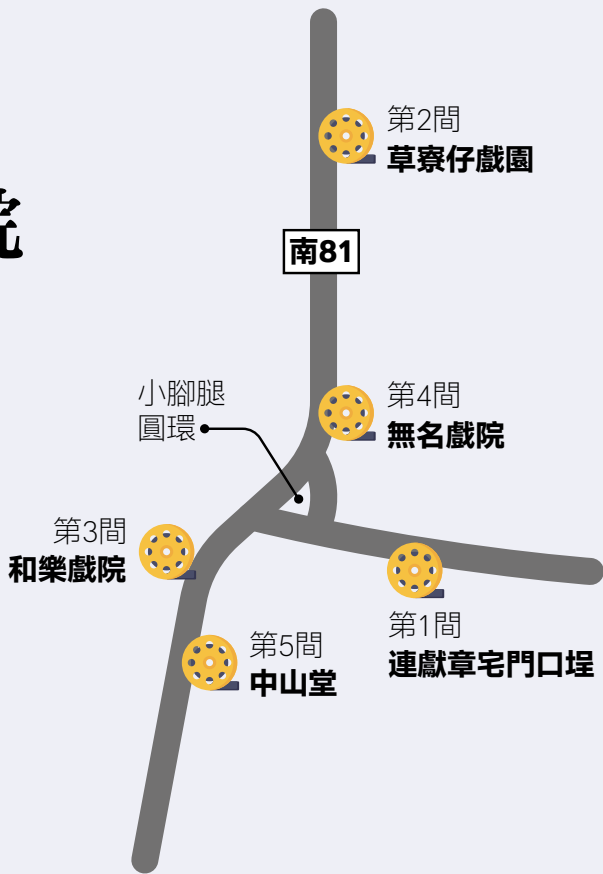 院
第2間
草寮仔戲園
南81
小腳腿
圓環
第4間
無名戲院
第3間
和樂戲院
第1間
連獻章宅門口埕
第5間
中山堂